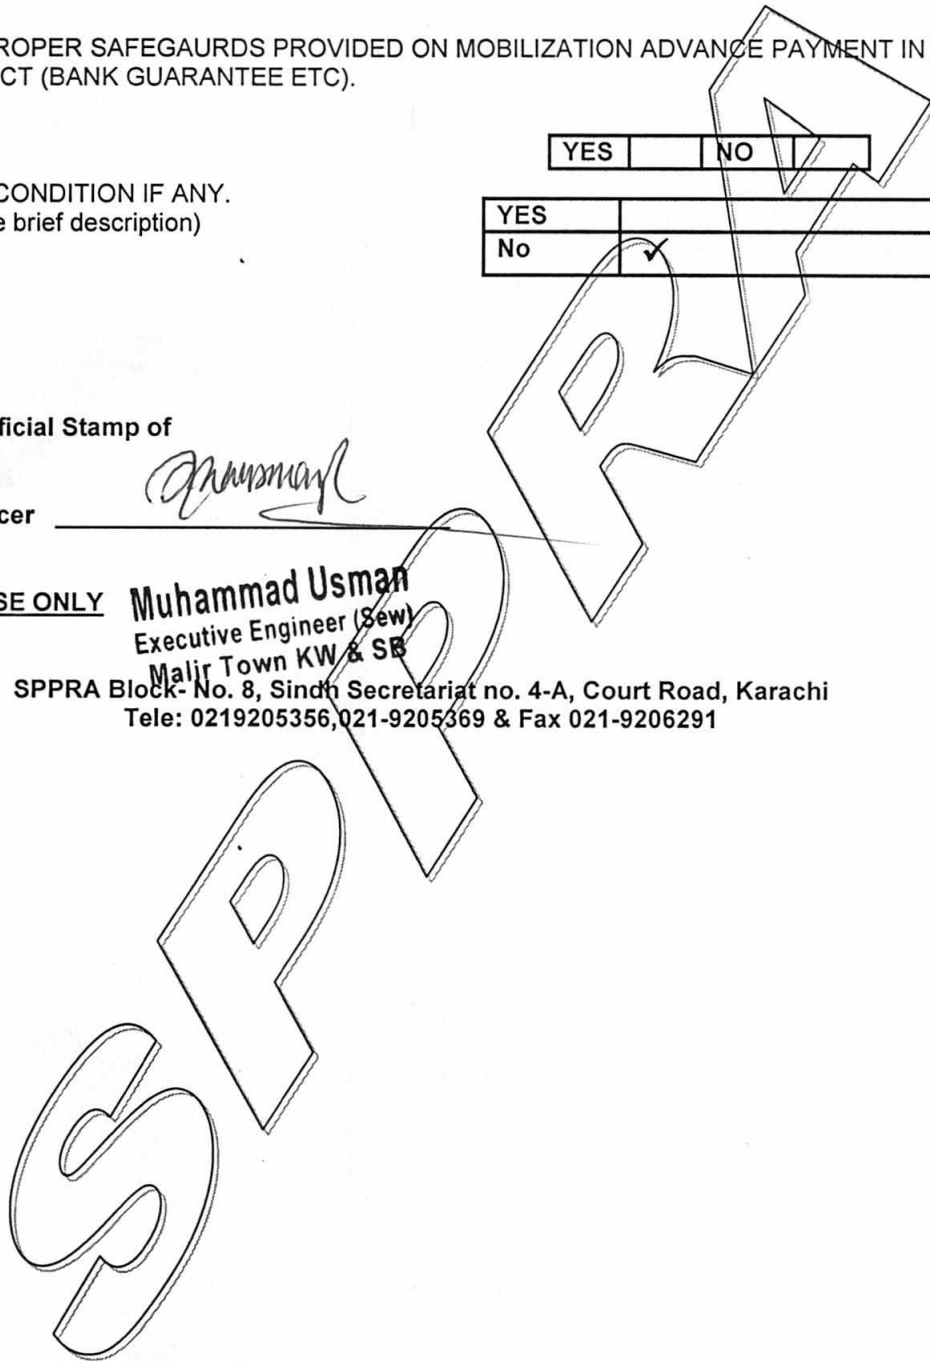 ROPER SAFEGAURDS PROVIDED ON MOBILIZATION ADVANCE PAYMENT IN
CT (BANK GUARANTEE ETC).
YES NO
CONDITION IF ANY.
e brief description)
YES
No ✓
ficial Stamp of
cer
SE ONLY
Muhammad Usman
Executive Engineer (Sew)
Malir Town KW & SB
SPPRA Block- No. 8, Sindh Secretariat no. 4-A, Court Road, Karachi
Tele: 0219205356,021-9205369 & Fax 021-9206291
SPPRA